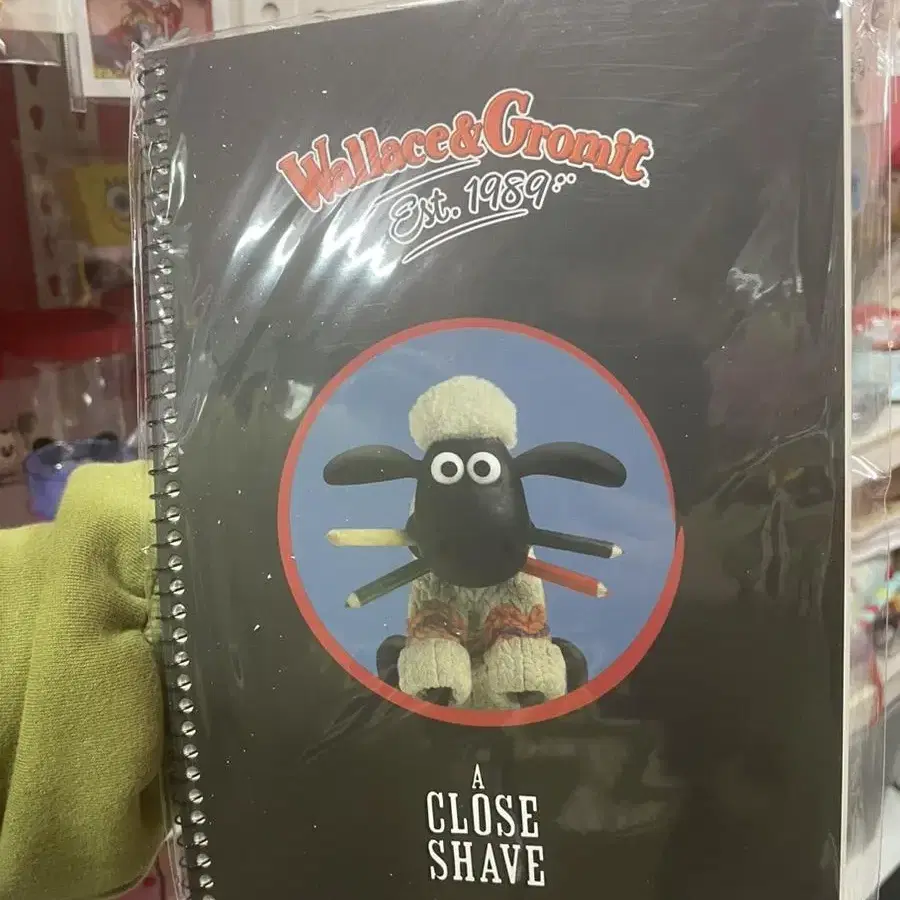 Wallace & Gromit
Est. 1989
A
CLOSE
SHAVE